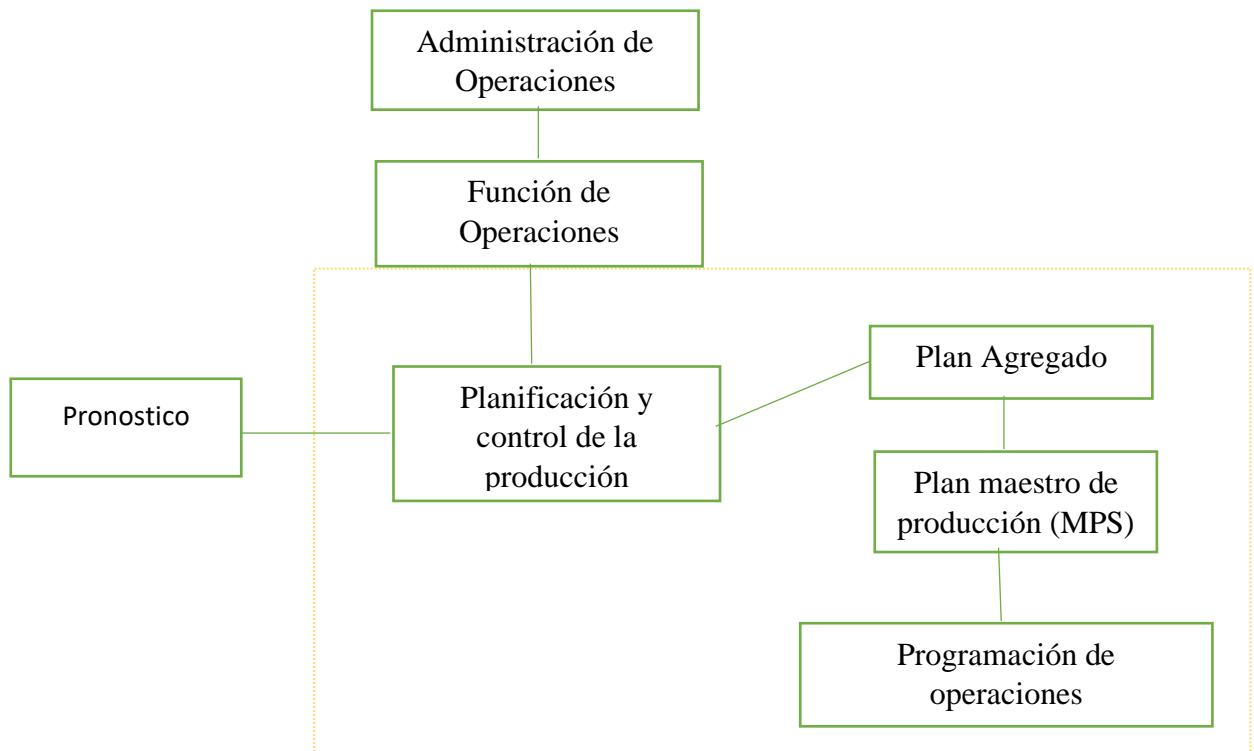 Administración de
Operaciones
Función de
Operaciones
Pronostico
Planificación y
control de la
producción
Plan Agregado
Plan maestro de
producción (MPS)
Programación de
operaciones